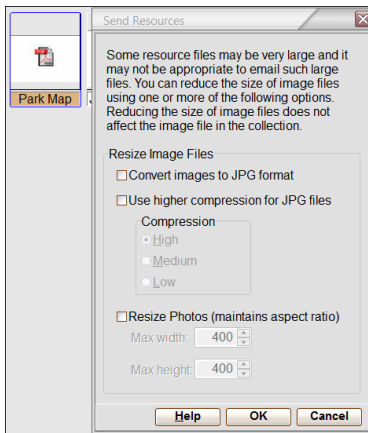 Send Resources
Park Map
Some resource files may be very large and it
may not be appropriate to email such large
files. You can reduce the size of image files
using one or more of the following options.
Reducing the size of image files does not
affect the image file in the collection.
Resize Image Files
Convert images to JPG format
Use higher compression for JPG files
Compression
High
Medium
Low
Resize Photos (maintains aspect ratio)
Max width: 400
Max height: 400
Help OK Cancel